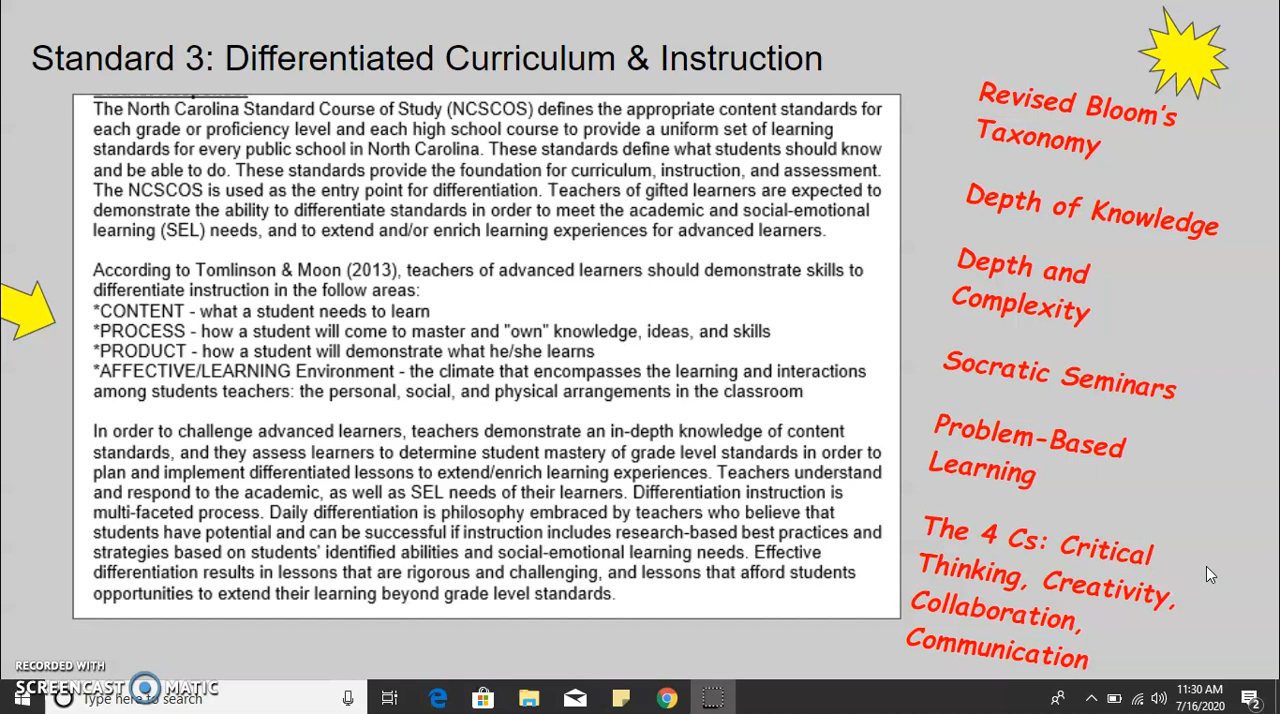 Standard 3: Differentiated Curriculum & Instruction
The North Carolina Standard Course of Study (NCSCOS) defines the appropriate content standards for
each grade or proficiency level and each high school course to provide a uniform set of learning
standards for every public school in North Carolina. These standards define what students should know
and be able to do. These standards provide the foundation for curriculum, instruction, and assessment.
The NCSCOS is used as the entry point for differentiation. Teachers of gifted learners are expected to
demonstrate the ability to differentiate standards in order to meet the academic and social-emotional
learning (SEL) needs, and to extend and/or enrich learning experiences for advanced learners.
According to Tomlinson & Moon (2013), teachers of advanced learners should demonstrate skills to
differentiate instruction in the follow areas:
*CONTENT - what a student needs to learn
*PROCESS - how a student will come to master and "own" knowledge, ideas, and skills
*PRODUCT - how a student will demonstrate what he/she learns
*AFFECTIVE/LEARNING Environment - the climate that encompasses the learning and interactions
among students teachers: the personal, social, and physical arrangements in the classroom
In order to challenge advanced learners, teachers demonstrate an in-depth knowledge of content
standards, and they assess learners to determine student mastery of grade level standards in order to
plan and implement differentiated lessons to extend/enrich learning experiences. Teachers understand
and respond to the academic, as well as SEL needs of their learners. Differentiation instruction is
multi-faceted process. Daily differentiation is philosophy embraced by teachers who believe that
students have potential and can be successful if instruction includes research-based best practices and
strategies based on students' identified abilities and social-emotional learning needs. Effective
differentiation results in lessons that are rigorous and challenging, and lessons that afford students
opportunities to extend their learning beyond grade level standards.
Revised Bloom's
Taxonomy
Depth of Knowledge
Depth and
Complexity
Socratic Seminars
Problem-Based
Learning
The 4 Cs: Critical
Thinking, Creativity,
Collaboration,
Communication
RECORDED WITH
SCREENCAST MATIC
Type here to search
11:30 AM
7/16/2020
2